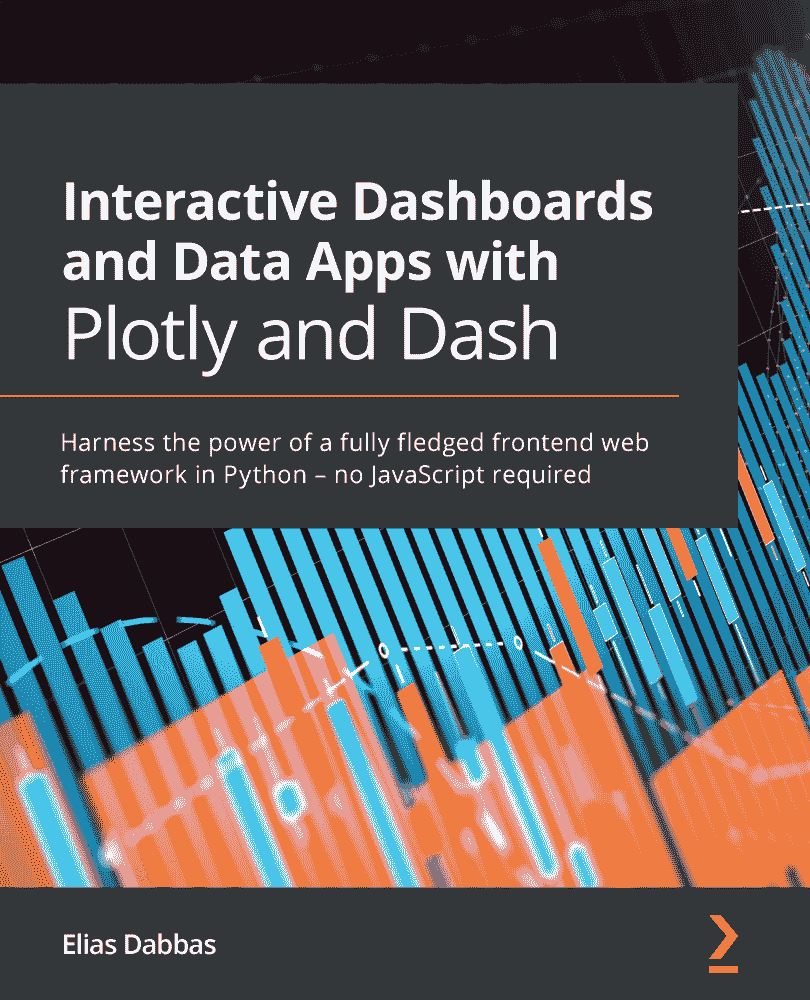 Interactive Dashboards
and Data Apps with
Plotly and Dash
Harness the power of a fully fledged frontend web
framework in Python – no JavaScript required
Elias Dabbas